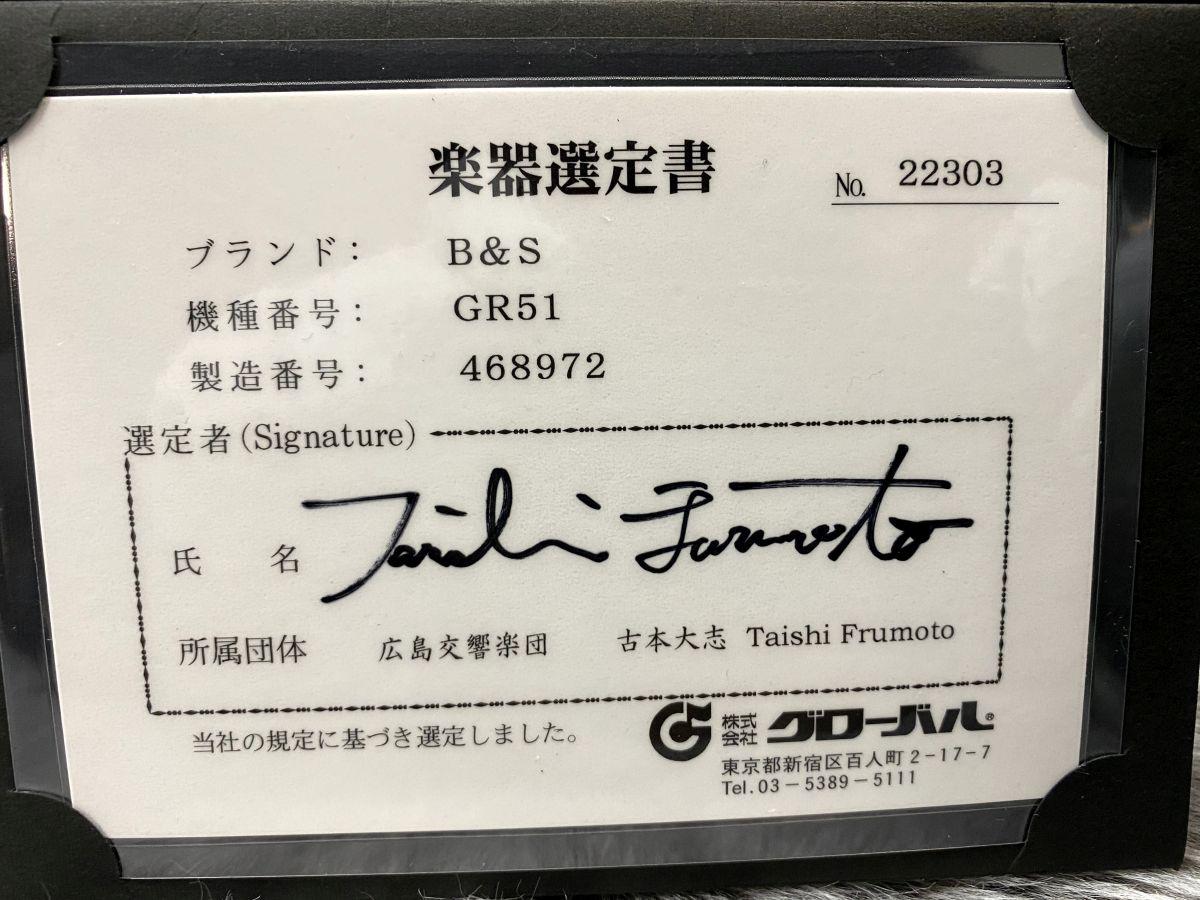 楽器選定書
No. 22303
ブランド： B&S
機種番号： GR51
製造番号： 468972
選定者(Signature)
氏 名 Taishi Furumoto
所属団体 広島交響楽団 古本大志 Taishi Frumoto
当社の規定に基づき選定しました。
株式会社 グローバル®
東京都新宿区百人町2-17-7
Tel.03-5389-5111